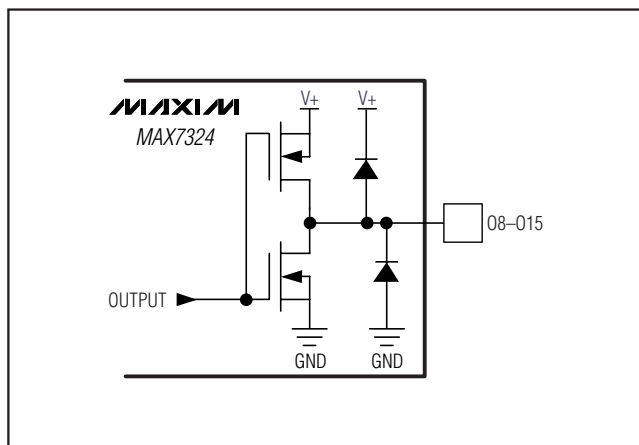 MAXIM
MAX7324
V+
V+
O8–O15
OUTPUT
GND
GND